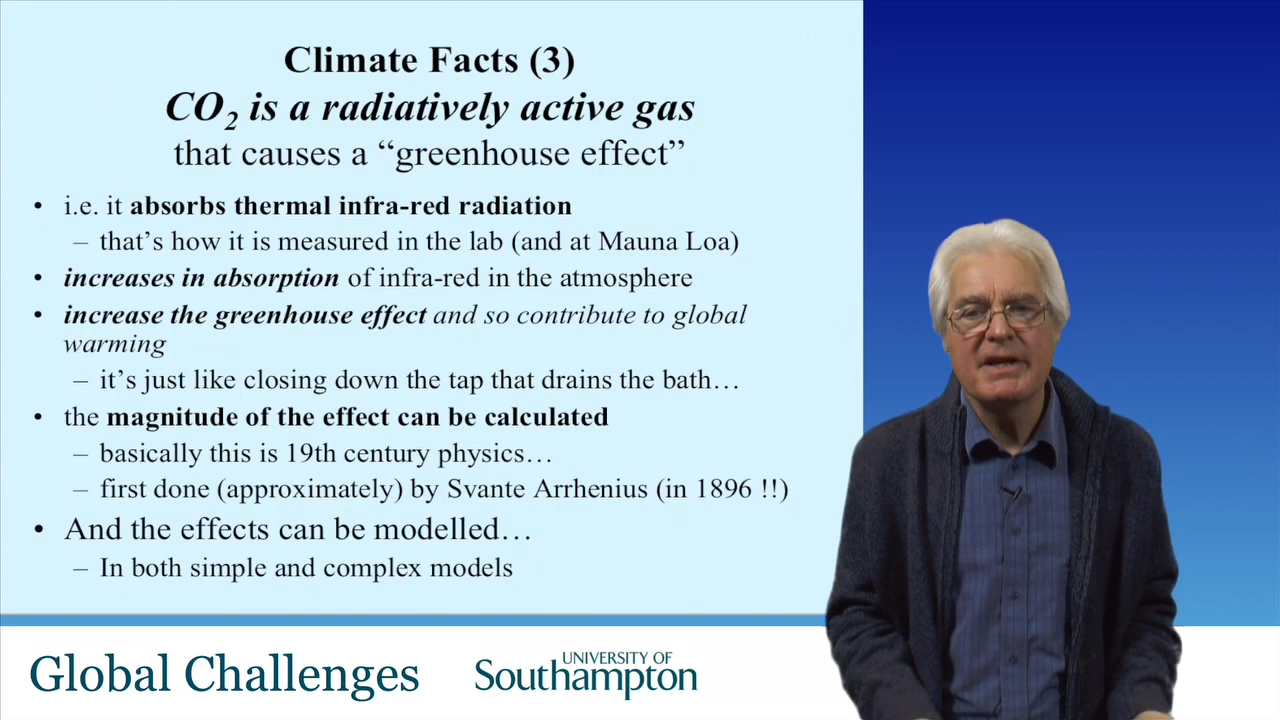 Climate Facts (3)
CO2 is a radiatively active gas
that causes a “greenhouse effect”
• i.e. it absorbs thermal infra-red radiation
– that’s how it is measured in the lab (and at Mauna Loa)
• increases in absorption of infra-red in the atmosphere
• increase the greenhouse effect and so contribute to global
warming
– it’s just like closing down the tap that drains the bath…
• the magnitude of the effect can be calculated
– basically this is 19th century physics…
– first done (approximately) by Svante Arrhenius (in 1896 !!)
• And the effects can be modelled…
– In both simple and complex models
Global Challenges
UNIVERSITY OF
Southampton